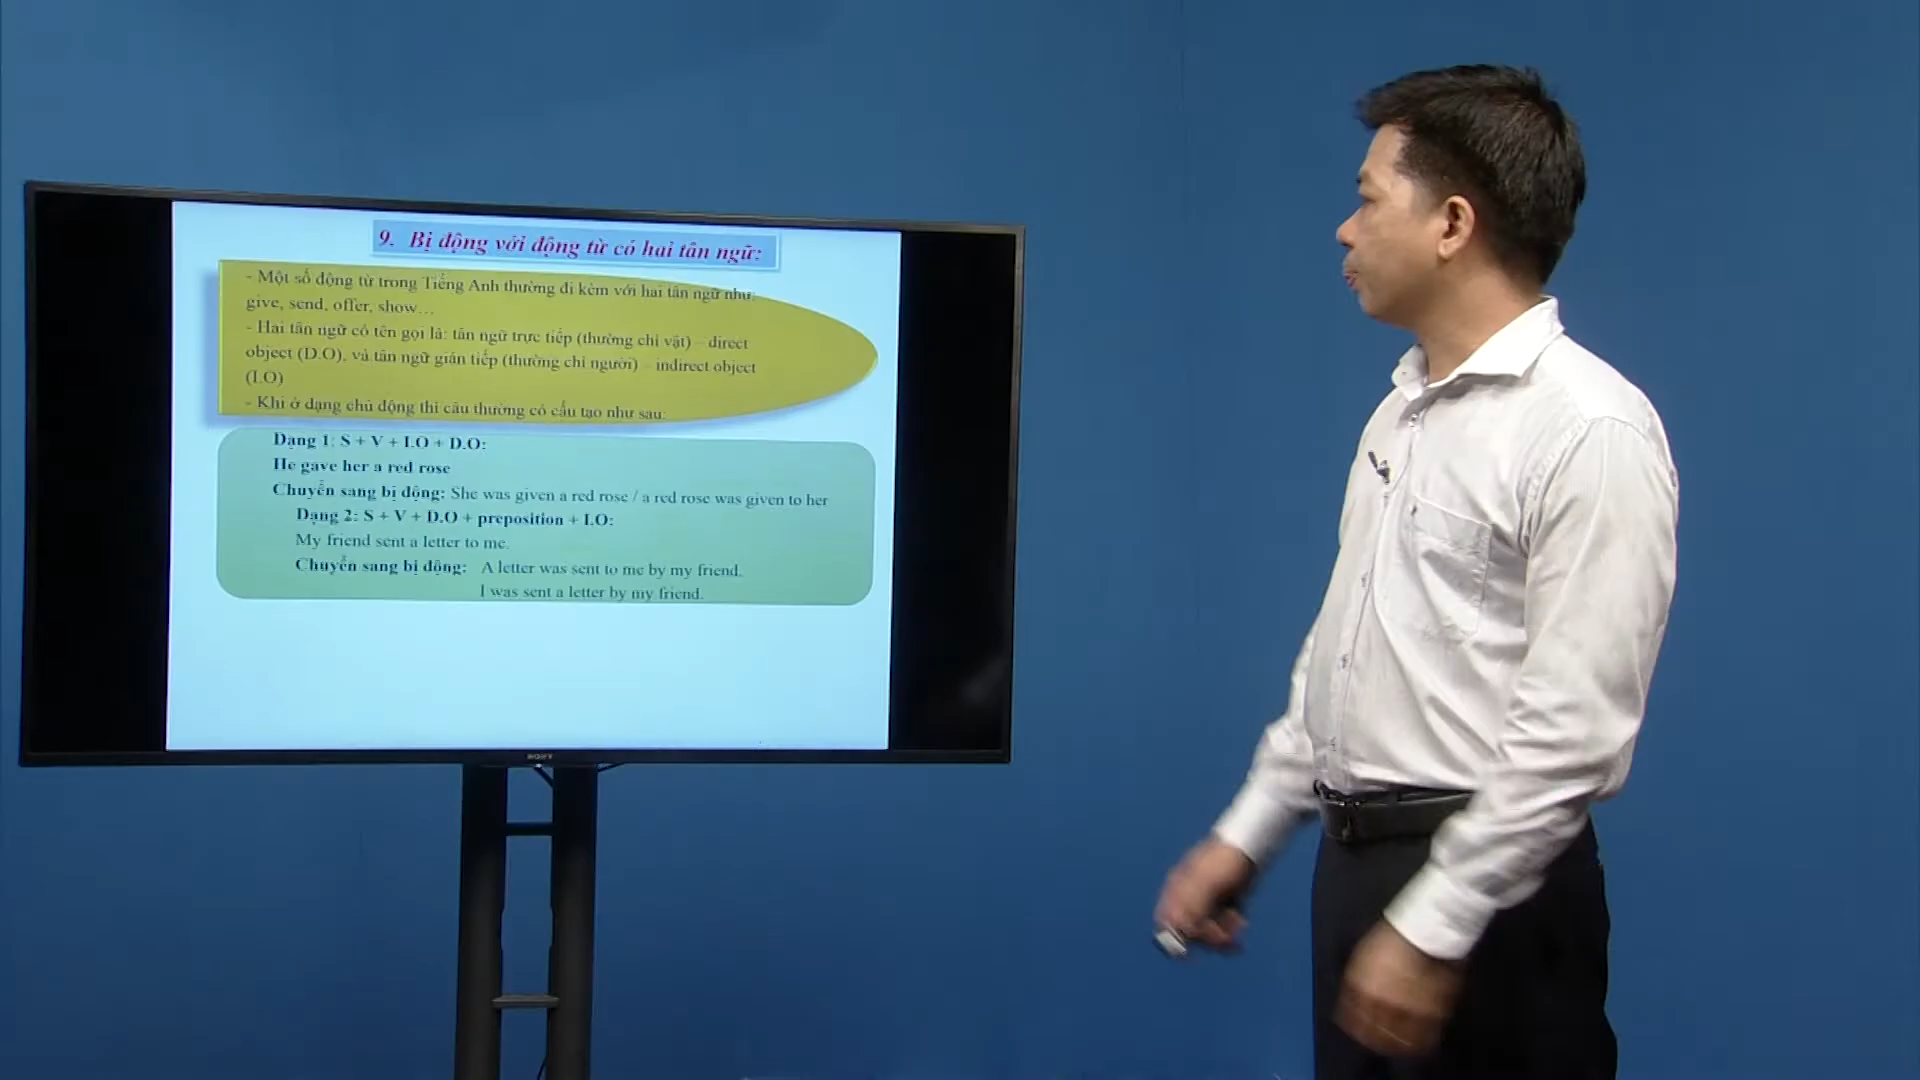 9. Bị động với động từ có hai tân ngữ:
- Một số động từ trong Tiếng Anh thường đi kèm với hai tân ngữ như:
give, send, offer, show…
- Hai tân ngữ có tên gọi là: tân ngữ trực tiếp (thường chỉ vật) – direct
object (D.O), và tân ngữ gián tiếp (thường chỉ người) – indirect object
(I.O)
- Khi ở dạng chủ động thì câu thường có cấu tạo như sau:
Dạng 1: S + V + I.O + D.O:
He gave her a red rose
Chuyển sang bị động: She was given a red rose / a red rose was given to her
Dạng 2: S + V + D.O + preposition + I.O:
My friend sent a letter to me.
Chuyển sang bị động: A letter was sent to me by my friend.
I was sent a letter by my friend.
SONY